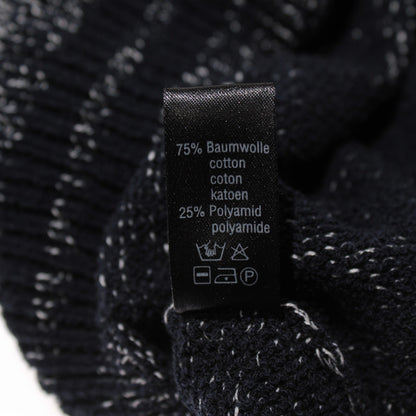 75% Baumwolle
cotton
coton
katoen
25% Polyamid
polyamide
P